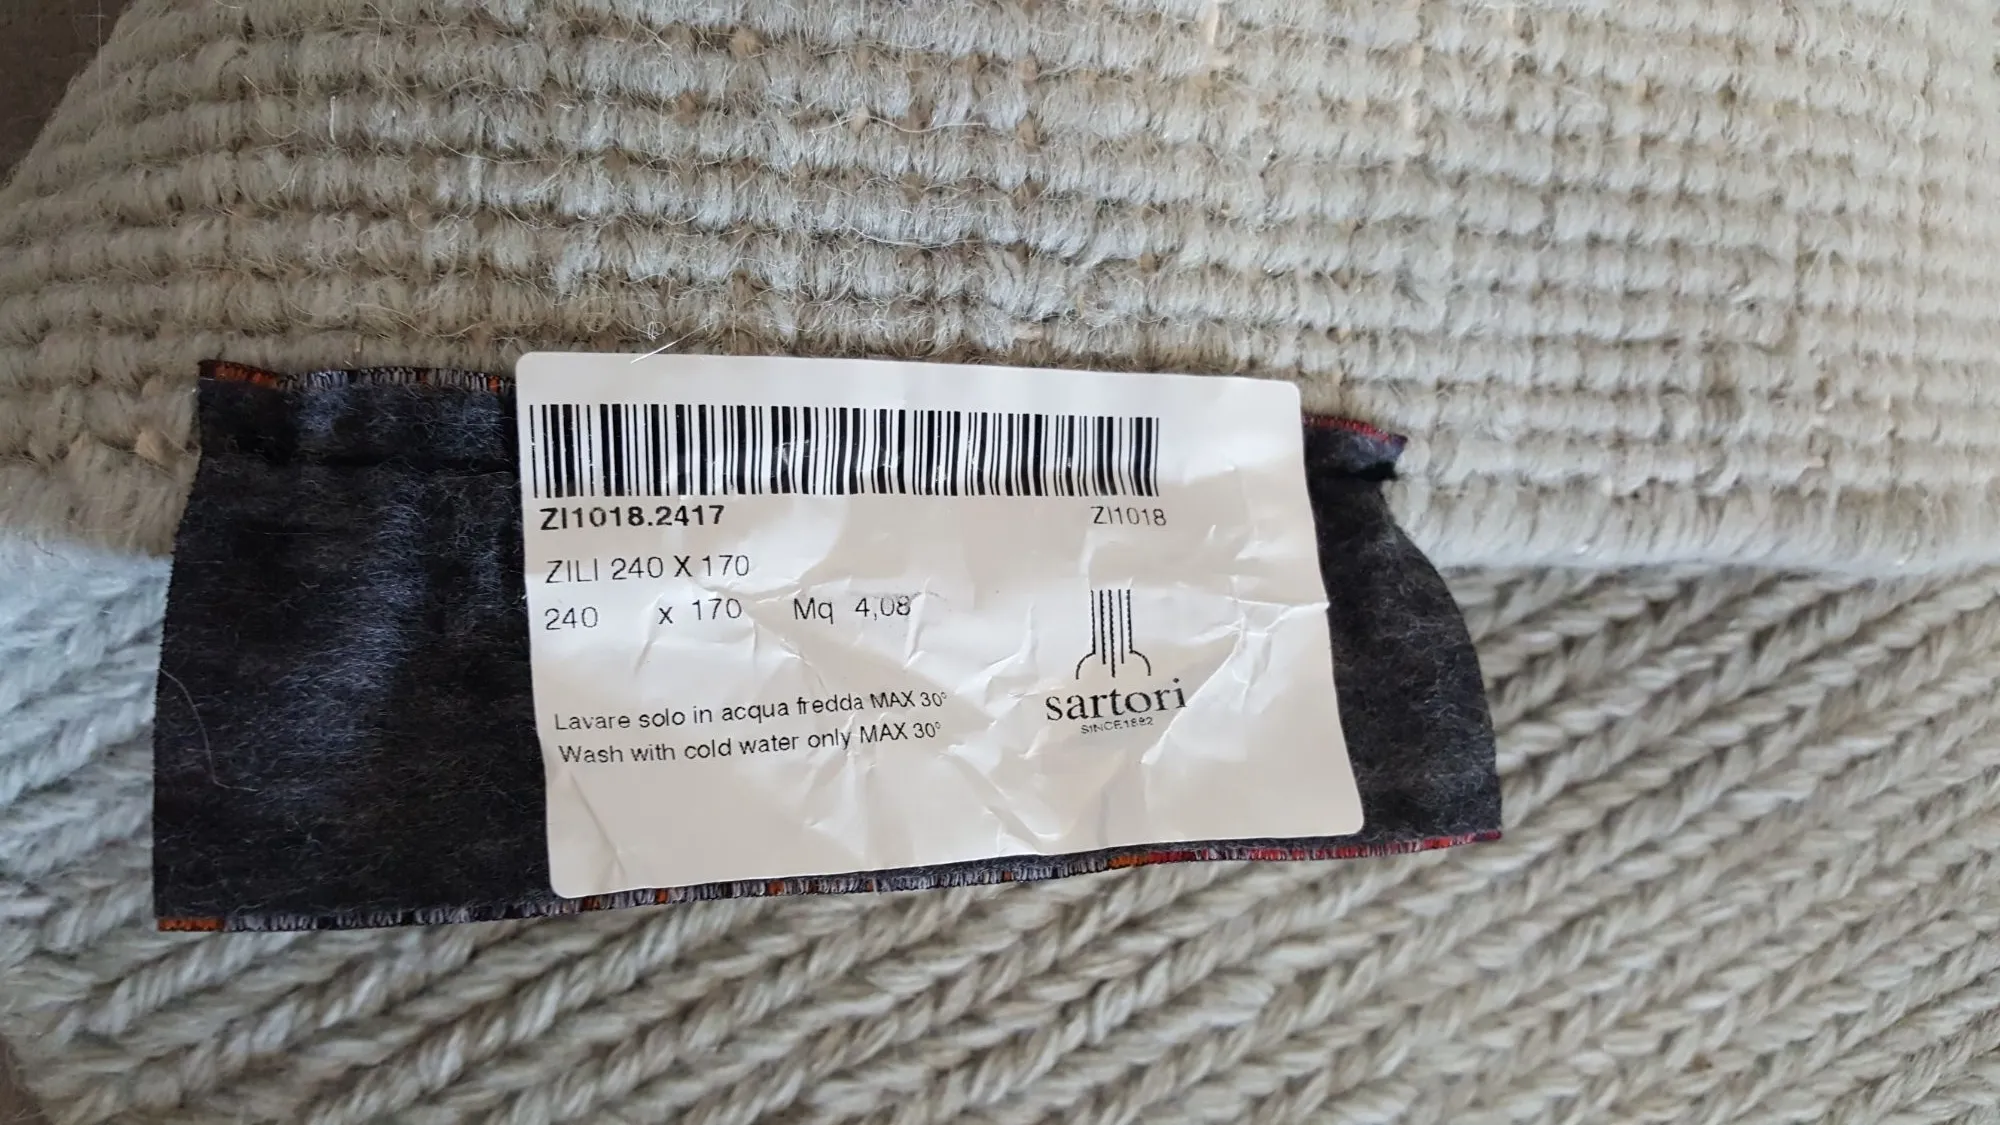 ZI1018.2417 ZI1018
ZILI 240 X 170
240 x 170 Mq 4,08
Lavare solo in acqua fredda MAX 30°
Wash with cold water only MAX 30°
sartori
SINCE 1882